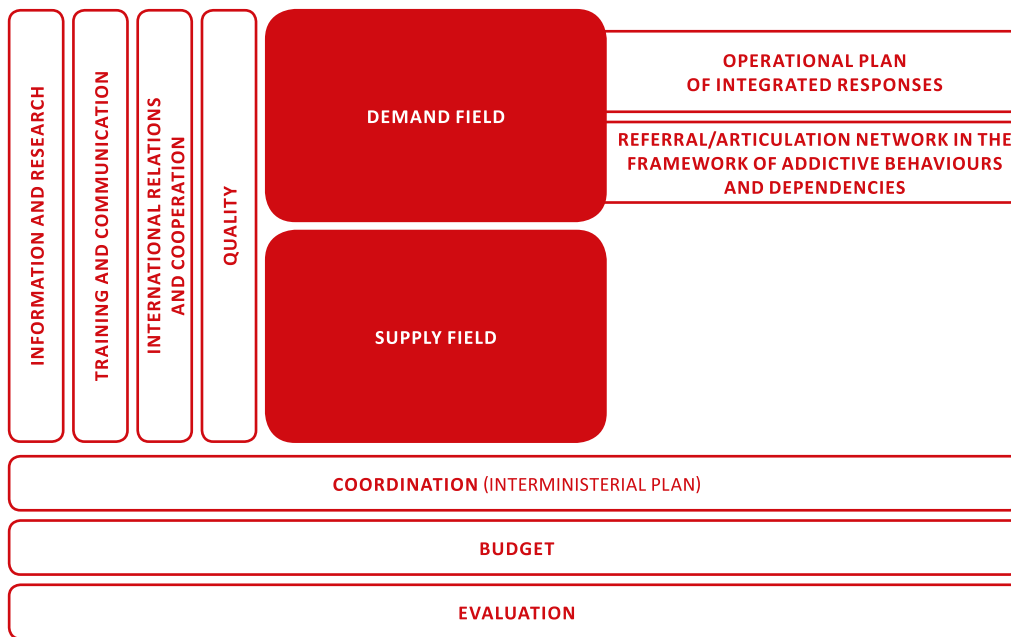 INFORMATION AND RESEARCH
TRAINING AND COMMUNICATION
INTERNATIONAL RELATIONS
AND COOPERATION
QUALITY
DEMAND FIELD
OPERATIONAL PLAN
OF INTEGRATED RESPONSES
REFERRAL/ARTICULATION NETWORK IN THE
FRAMEWORK OF ADDICTIVE BEHAVIOURS
AND DEPENDENCIES
SUPPLY FIELD
COORDINATION (INTERMINISTERIAL PLAN)
BUDGET
EVALUATION